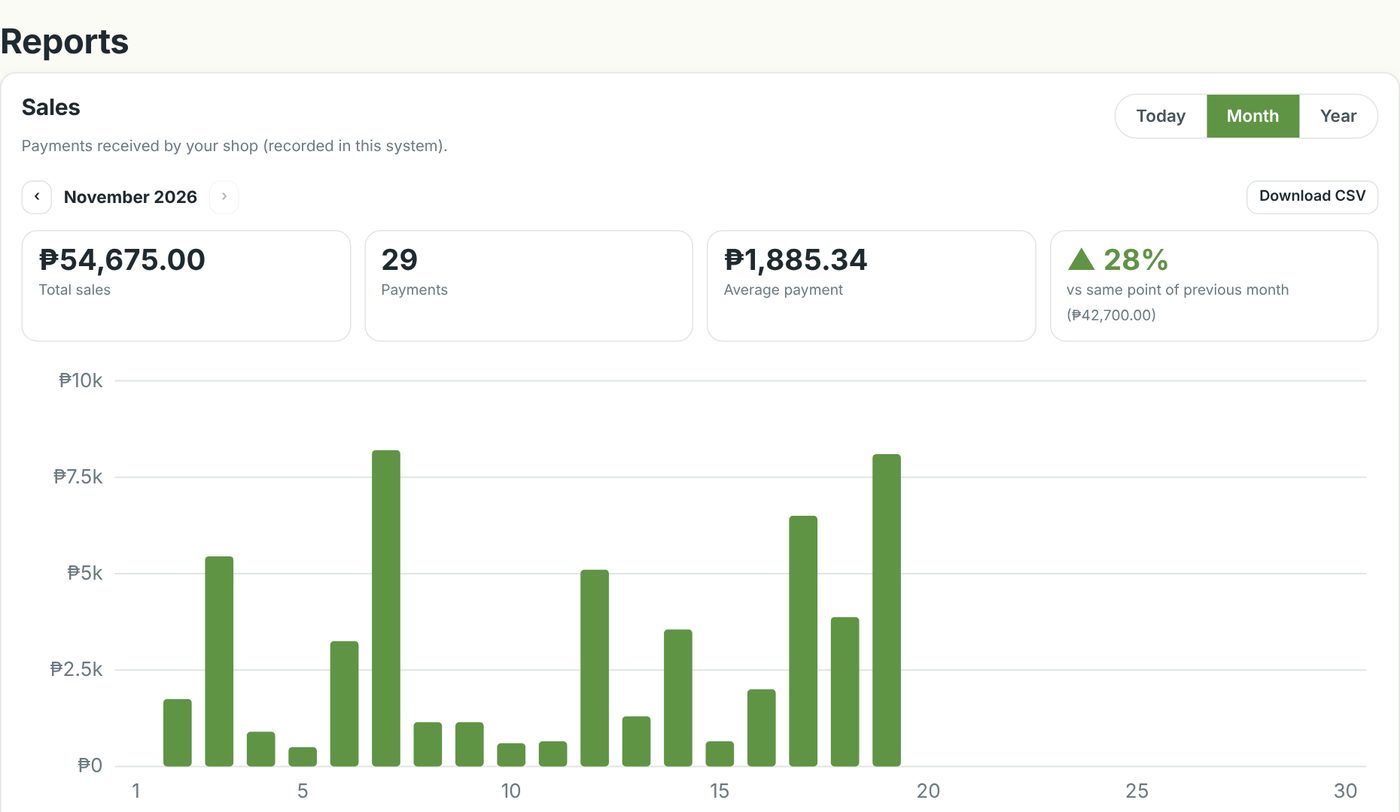 Reports
Sales
Today Month Year
Payments received by your shop (recorded in this system).
‹ November 2026 ›
Download CSV
₱54,675.00
Total sales
29
Payments
₱1,885.34
Average payment
▲ 28%
vs same point of previous month
(₱42,700.00)
₱10k
₱7.5k
₱5k
₱2.5k
₱0
1 5 10 15 20 25 30